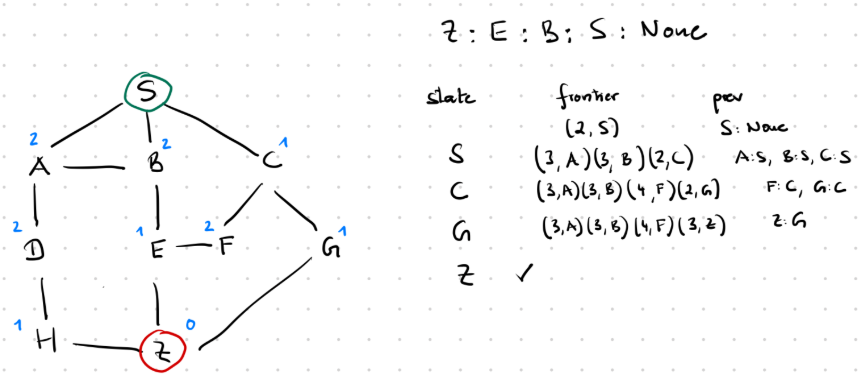 Z : E : B : S : None
state frontier prev
(2, S) S: None
S (3, A) (3, B) (2, C) A:S, B:S, C:S
C (3,A) (3,B) (4,F) (2,G) F:C, G:C
G (3,A) (3,B) (4,F) (3,Z) Z:G
Z ✓
S
2 2 1
A B C
2 1 2 1
D E F G
1 0
H Z